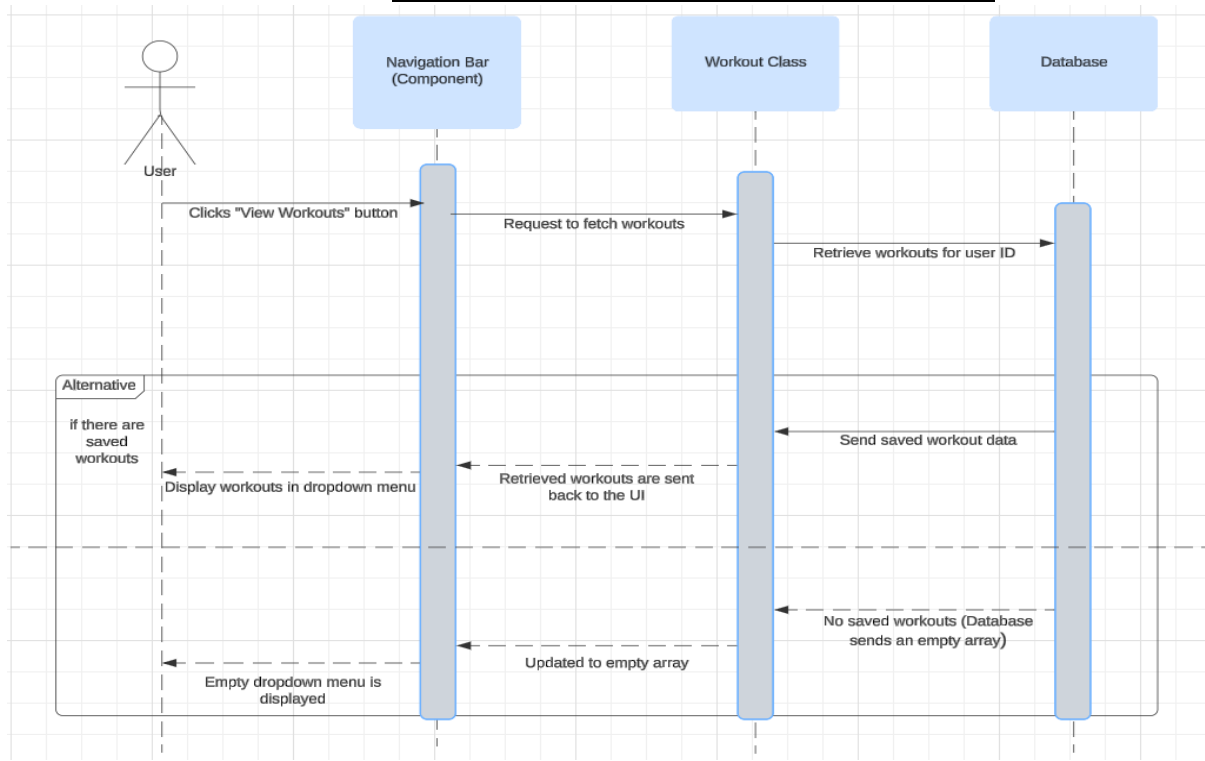 Navigation Bar
(Component)
Workout Class
Database
User
Clicks "View Workouts" button
Request to fetch workouts
Retrieve workouts for user ID
Alternative
if there are
saved
workouts
Send saved workout data
Retrieved workouts are sent
back to the UI
Display workouts in dropdown menu
No saved workouts (Database
sends an empty array)
Updated to empty array
Empty dropdown menu is
displayed